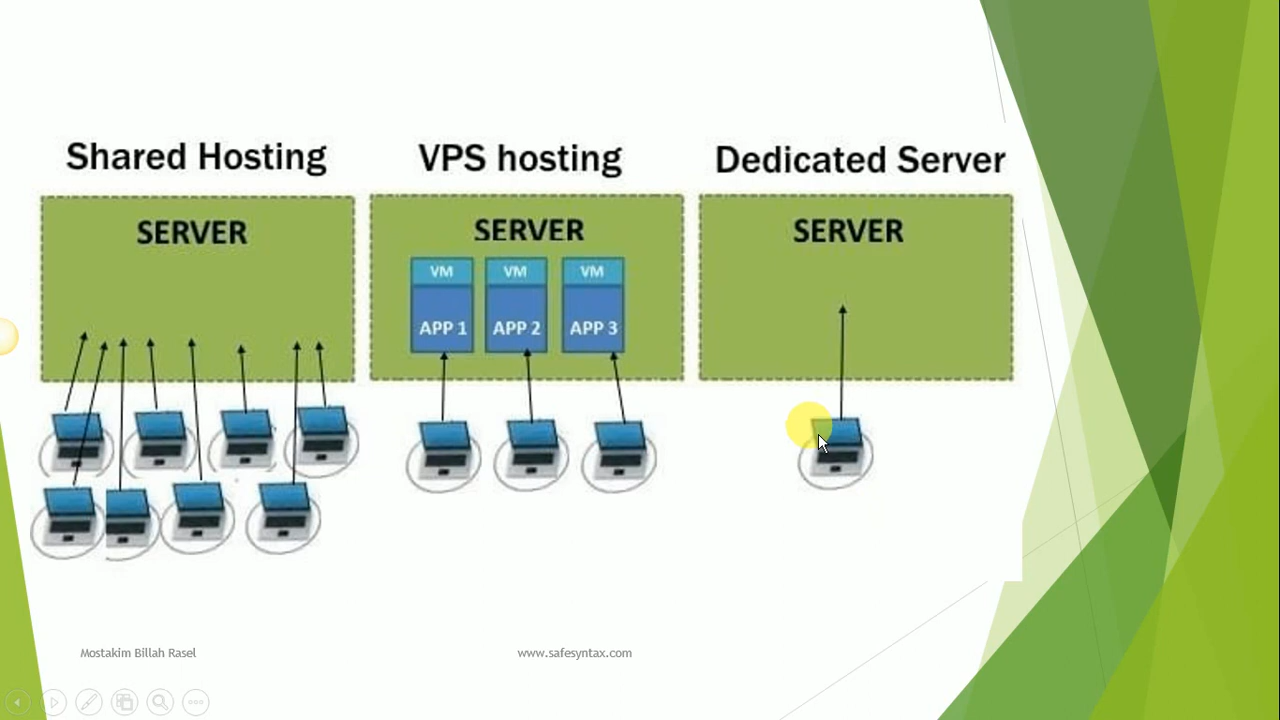 Shared Hosting
VPS hosting
Dedicated Server
SERVER
SERVER
SERVER
VM
VM
VM
APP 1
APP 2
APP 3
Mostakim Billah Rasel
www.safesyntax.com